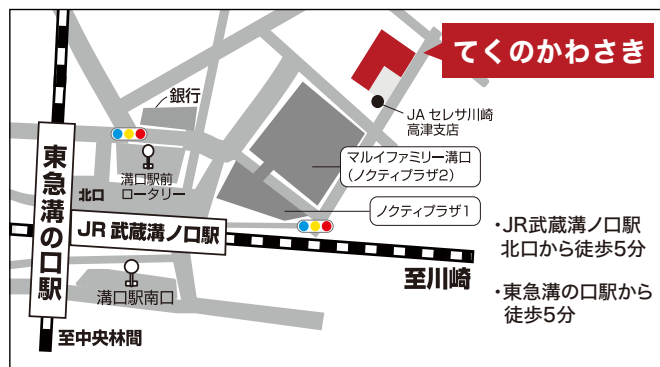 てくのかわさき
銀行
JAセレサ川崎
高津支店
マルイファミリー溝口
（ノクティプラザ2）
溝口駅前
ロータリー
北口
東急溝の口駅
ノクティプラザ1
JR武蔵溝ノ口駅
至川崎
溝口駅南口
至中央林間
・JR武蔵溝ノ口駅
北口から徒歩5分
・東急溝の口駅から
徒歩5分